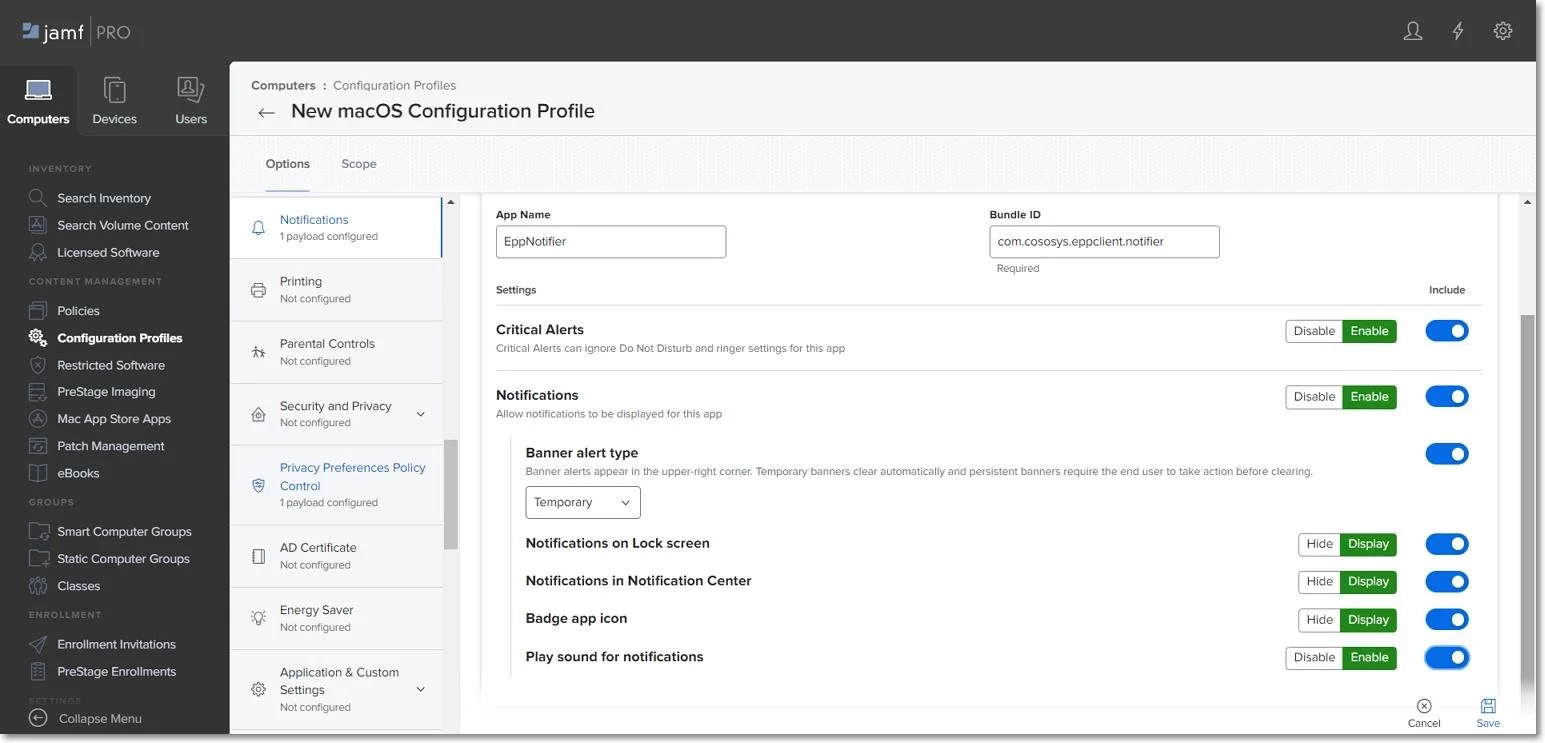 jamf PRO
Computers
Devices
Users
INVENTORY
Search Inventory
Search Volume Content
Licensed Software
CONTENT MANAGEMENT
Policies
Configuration Profiles
Restricted Software
PreStage Imaging
Mac App Store Apps
Patch Management
eBooks
GROUPS
Smart Computer Groups
Static Computer Groups
Classes
ENROLLMENT
Enrollment Invitations
PreStage Enrollments
SETTINGS
Collapse Menu
Computers : Configuration Profiles
← New macOS Configuration Profile
Options Scope
Notifications
1 payload configured
Printing
Not configured
Parental Controls
Not configured
Security and Privacy
Not configured
Privacy Preferences Policy
Control
1 payload configured
AD Certificate
Not configured
Energy Saver
Not configured
Application & Custom
Settings
Not configured
App Name Bundle ID
EppNotifier com.cososys.eppclient.notifier
Required
Settings Include
Critical Alerts Disable Enable
Critical Alerts can ignore Do Not Disturb and ringer settings for this app
Notifications Disable Enable
Allow notifications to be displayed for this app
Banner alert type
Banner alerts appear in the upper-right corner. Temporary banners clear automatically and persistent banners require the end user to take action before clearing.
Temporary
Notifications on Lock screen Hide Display
Notifications in Notification Center Hide Display
Badge app icon Hide Display
Play sound for notifications Disable Enable
Cancel Save